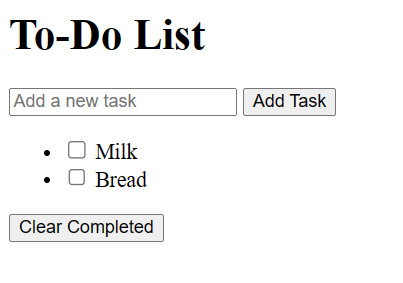 To-Do List
Add a new task Add Task
Milk
Bread
Clear Completed